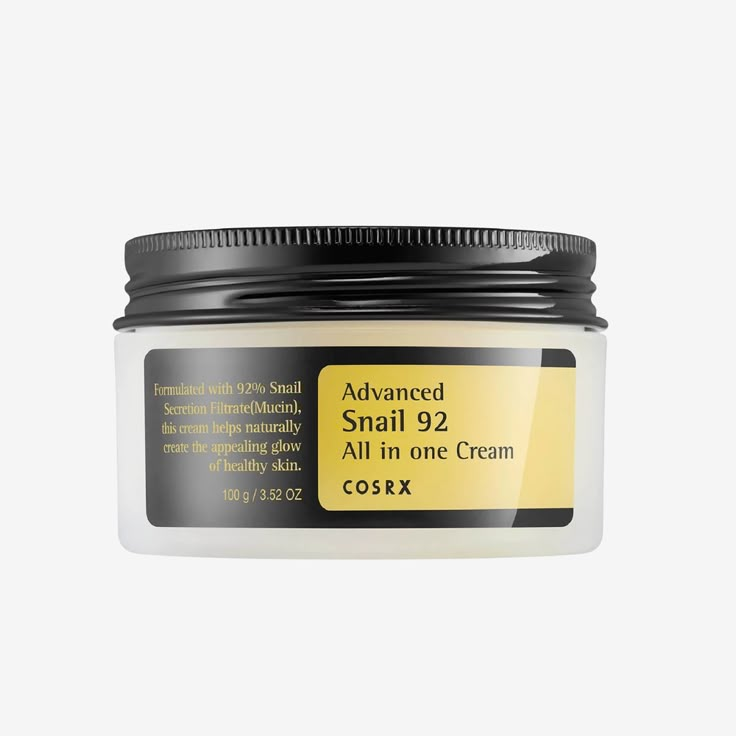 Formulated with 92% Snail
Secretion Filtrate(Mucin),
this cream helps naturally
create the appealing glow
of healthy skin.
100 g / 3.52 OZ
Advanced
Snail 92
All in one Cream
COSRX